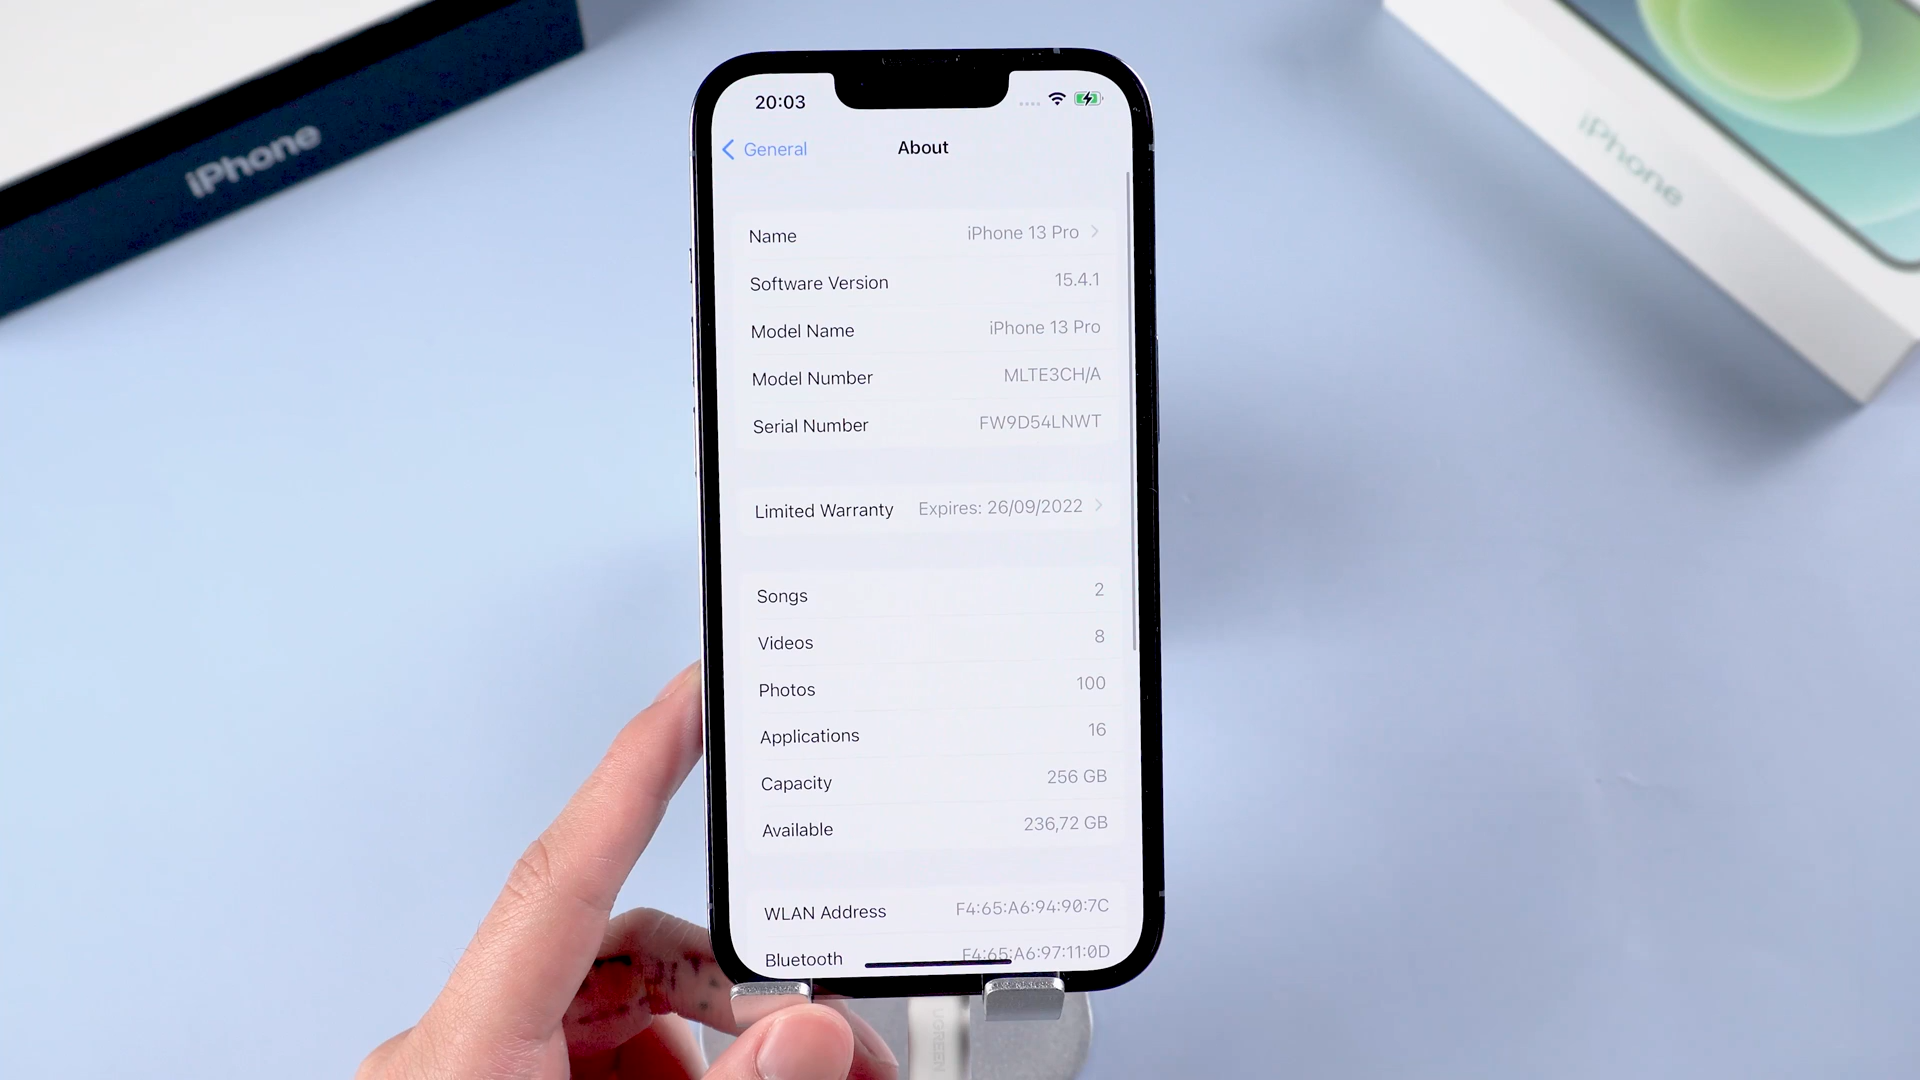 iPhone
iPhone
20:03
General
About
Name iPhone 13 Pro
Software Version 15.4.1
Model Name iPhone 13 Pro
Model Number MLTE3CH/A
Serial Number FW9D54LNWT
Limited Warranty Expires: 26/09/2022
Songs 2
Videos 8
Photos 100
Applications 16
Capacity 256 GB
Available 236,72 GB
WLAN Address F4:65:A6:94:90:7C
Bluetooth F4:65:A6:97:11:0D
UGREEN